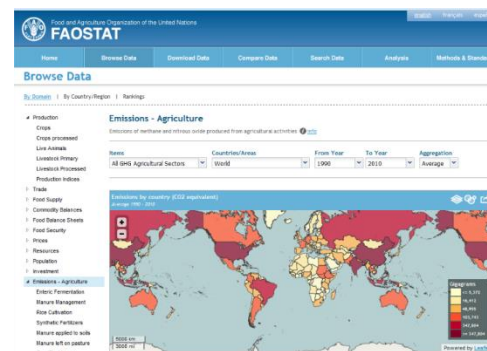 english français
Food and Agriculture Organization of the United Nations
FAOSTAT
Home Browse Data Download Data Compare Data Search Data Analysis Methods & Standa
Browse Data
By Domain | By Country/Region | Rankings
Production
Crops
Crops processed
Live Animals
Livestock Primary
Livestock Processed
Production Indices
Trade
Food Supply
Commodity Balances
Food Balance Sheets
Food Security
Prices
Resources
Population
Investment
Emissions - Agriculture
Enteric Fermentation
Manure Management
Rice Cultivation
Synthetic Fertilizers
Manure applied to soils
Manure left on pasture
Emissions - Agriculture
Emissions of methane and nitrous oxide produced from agricultural activities info
Items Countries/Areas From Year To Year Aggregation
All GHG Agricultural Sectors World 1990 2010 Average
Emissions by country (CO2 equivalent)
Average 1990 - 2010
+
-
5000 km
3000 mi
Gigagrams
Powered by